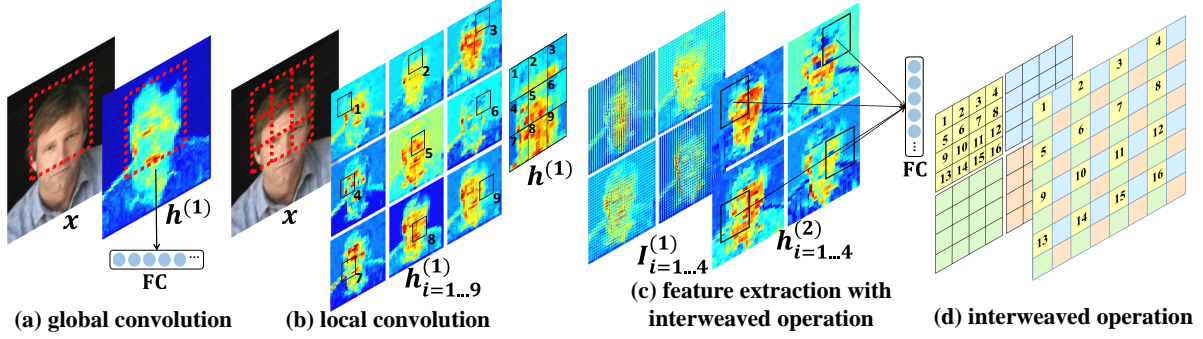 x
h(1)
FC
(a) global convolution
x
1
2
3
4
5
6
7
8
9
h(1)i=1...9
1
2
3
4
5
6
7
8
9
h(1)
(b) local convolution
I(1)i=1...4
h(2)i=1...4
FC
(c) feature extraction with
interweaved operation
1 2 3 4
5 6 7 8
9 10 11 12
13 14 15 16
1 2 3 4
5 6 7 8
9 10 11 12
13 14 15 16
(d) interweaved operation